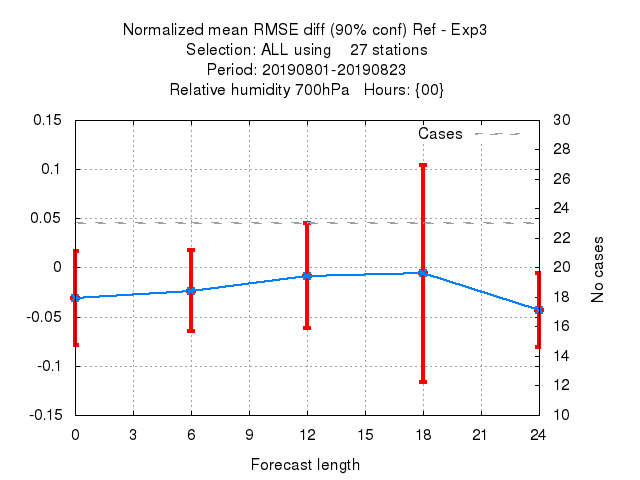 Normalized mean RMSE diff (90% conf) Ref - Exp3
Selection: ALL using    27 stations
Period: 20190801-20190823
Relative humidity 700hPa   Hours: {00}
Cases
0.15
0.1
0.05
0
-0.05
-0.1
-0.15
30
28
26
24
22
20
18
16
14
12
10
No cases
0 3 6 9 12 15 18 21 24
Forecast length